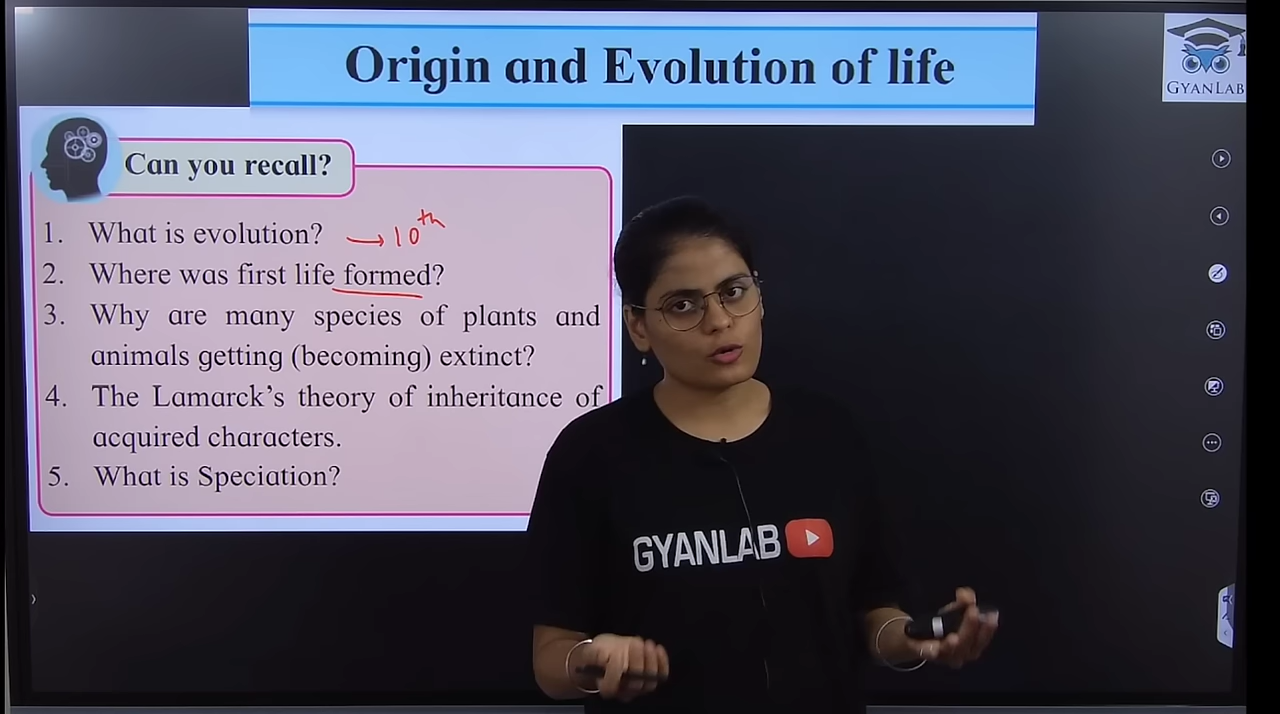 Origin and Evolution of life
GYANLAB
Can you recall?
1. What is evolution? → 10th
2. Where was first life formed?
3. Why are many species of plants and
animals getting (becoming) extinct?
4. The Lamarck's theory of inheritance of
acquired characters.
5. What is Speciation?
GYANLAB